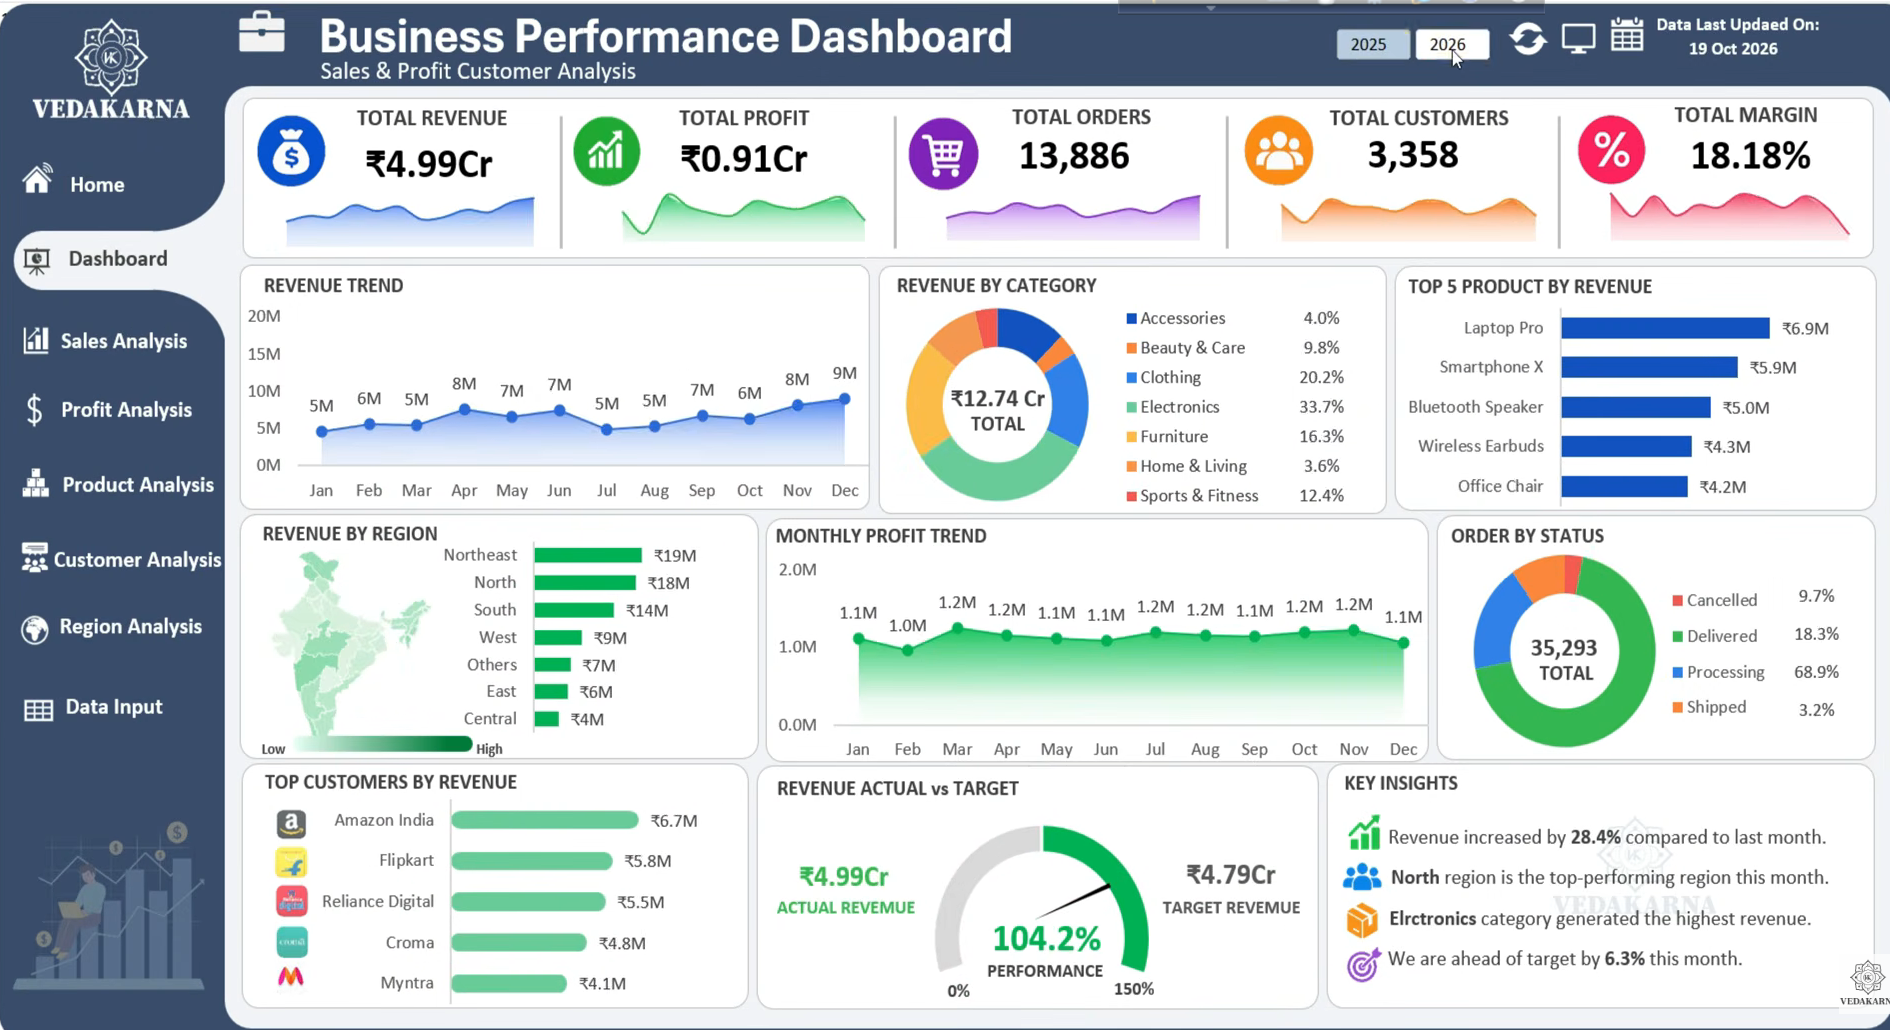 VEDAKARNA
Business Performance Dashboard
Sales & Profit Customer Analysis
2025
2026
Data Last Updaed On:
19 Oct 2026
Home
Dashboard
Sales Analysis
Profit Analysis
Product Analysis
Customer Analysis
Region Analysis
Data Input
TOTAL REVENUE
₹4.99Cr
TOTAL PROFIT
₹0.91Cr
TOTAL ORDERS
13,886
TOTAL CUSTOMERS
3,358
TOTAL MARGIN
18.18%
REVENUE TREND
20M
15M
10M
5M
0M
5M 6M 5M 8M 7M 7M 5M 5M 7M 6M 8M 9M
Jan Feb Mar Apr May Jun Jul Aug Sep Oct Nov Dec
REVENUE BY CATEGORY
₹12.74 Cr
TOTAL
Accessories 4.0%
Beauty & Care 9.8%
Clothing 20.2%
Electronics 33.7%
Furniture 16.3%
Home & Living 3.6%
Sports & Fitness 12.4%
TOP 5 PRODUCT BY REVENUE
Laptop Pro ₹6.9M
Smartphone X ₹5.9M
Bluetooth Speaker ₹5.0M
Wireless Earbuds ₹4.3M
Office Chair ₹4.2M
REVENUE BY REGION
Northeast ₹19M
North ₹18M
South ₹14M
West ₹9M
Others ₹7M
East ₹6M
Central ₹4M
Low High
MONTHLY PROFIT TREND
2.0M
1.0M
0.0M
1.1M 1.0M 1.2M 1.2M 1.1M 1.1M 1.2M 1.2M 1.1M 1.2M 1.2M 1.1M
Jan Feb Mar Apr May Jun Jul Aug Sep Oct Nov Dec
ORDER BY STATUS
35,293
TOTAL
Cancelled 9.7%
Delivered 18.3%
Processing 68.9%
Shipped 3.2%
TOP CUSTOMERS BY REVENUE
Amazon India ₹6.7M
Flipkart ₹5.8M
Reliance Digital ₹5.5M
Croma ₹4.8M
Myntra ₹4.1M
REVENUE ACTUAL vs TARGET
₹4.99Cr
ACTUAL REVEMUE
104.2%
PERFORMANCE
0%
150%
₹4.79Cr
TARGET REVEMUE
KEY INSIGHTS
Revenue increased by 28.4% compared to last month.
North region is the top-performing region this month.
Elrctronics category generated the highest revenue.
We are ahead of target by 6.3% this month.
VEDAKARNA
VEDAKARN